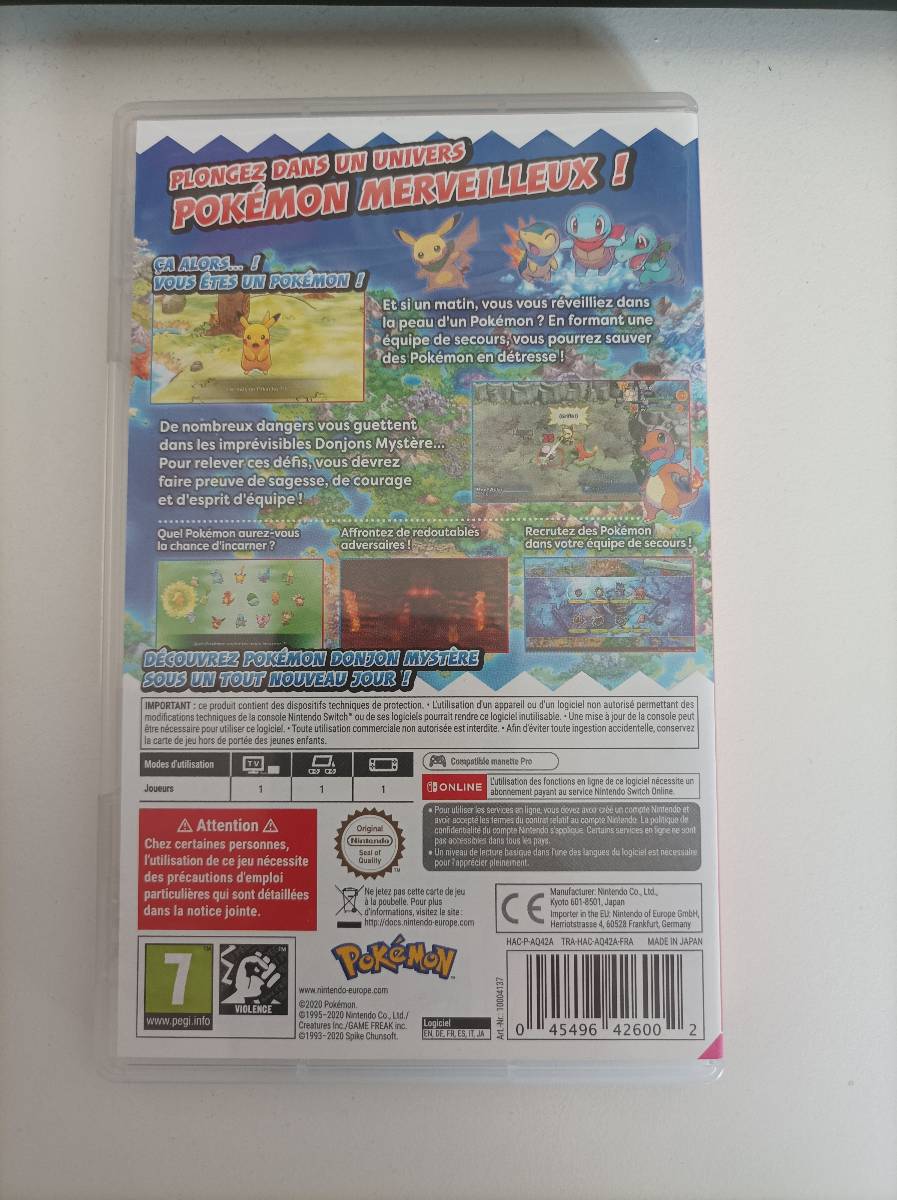 PLONGEZ DANS UN UNIVERS
POKÉMON MERVEILLEUX !
ÇA ALORS... !
VOUS ÊTES UN POKÉMON !
Et si un matin, vous vous réveilliez dans
la peau d'un Pokémon ? En formant une
équipe de secours, vous pourrez sauver
des Pokémon en détresse !
De nombreux dangers vous guettent
dans les imprévisibles Donjons Mystère...
Pour relever ces défis, vous devrez
faire preuve de sagesse, de courage
et d'esprit d'équipe !
(Griffe !)
Quel Pokémon aurez-vous
la chance d'incarner ?
Affrontez de redoutables
adversaires !
Recrutez des Pokémon
dans votre équipe de secours !
DÉCOUVREZ POKÉMON DONJON MYSTÈRE
SOUS UN TOUT NOUVEAU JOUR !
IMPORTANT : ce produit contient des dispositifs techniques de protection. • L'utilisation d'un appareil ou d'un logiciel non autorisé permettant des
modifications techniques de la console Nintendo Switch™ ou de ses logiciels pourrait rendre ce logiciel inutilisable. • Une mise à jour de la console peut
être nécessaire pour utiliser ce logiciel. • Toute utilisation commerciale non autorisée est interdite. • Afin d'éviter toute ingestion accidentelle, conservez
la carte de jeu hors de portée des jeunes enfants.
Modes d'utilisation
TV
Joueurs
1
1
1
Compatible manette Pro
ONLINE
L'utilisation des fonctions en ligne de ce logiciel nécessite un
abonnement payant au service Nintendo Switch Online.
• Pour utiliser les services en ligne, vous devez avoir créé un compte Nintendo et
avoir accepté les termes du contrat relatif au compte Nintendo. La politique de
confidentialité du compte Nintendo s'applique. Certains services en ligne ne sont
pas accessibles dans tous les pays.
• Un niveau de lecture basique dans l'une des langues du logiciel est nécessaire
pour l'apprécier pleinement.
Attention
Chez certaines personnes,
l'utilisation de ce jeu nécessite
des précautions d'emploi
particulières qui sont détaillées
dans la notice jointe.
Original
Nintendo
Seal of
Quality
TM
Ne jetez pas cette carte de jeu
à la poubelle. Pour plus
d'informations, visitez le site :
http://docs.nintendo-europe.com
CE
Manufacturer: Nintendo Co., Ltd.,
Kyoto 601-8501, Japan
Importer in the EU: Nintendo of Europe GmbH,
Herriotstrasse 4, 60528 Frankfurt, Germany
HAC-P-AQ42A TRA-HAC-AQ42A-FRA MADE IN JAPAN
7
www.pegi.info
VIOLENCE
TM
POKéMON
www.nintendo-europe.com
©2020 Pokémon.
©1995–2020 Nintendo Co., Ltd./
Creatures Inc./GAME FREAK inc.
©1993–2020 Spike Chunsoft.
Logiciel
EN, DE, FR, ES, IT, JA
Art.-Nr.: 10004137
0 45496 42600 2